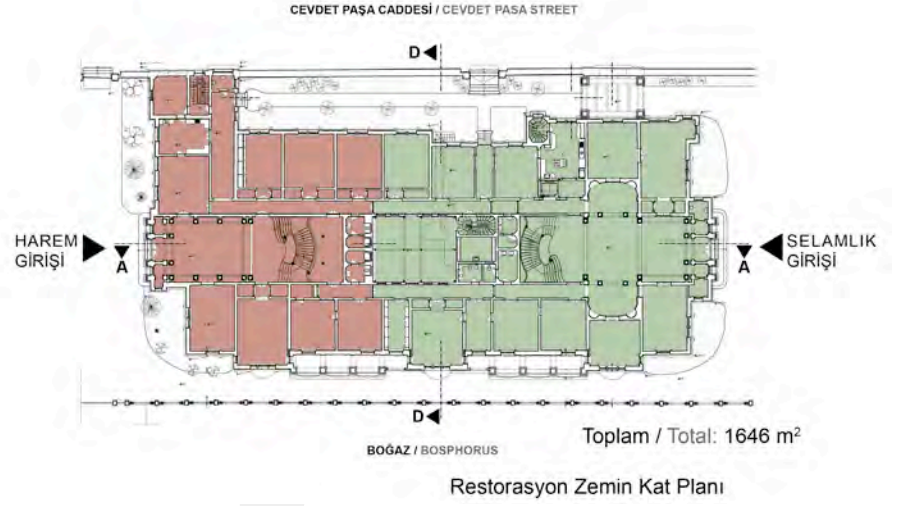 CEVDET PAŞA CADDESİ / CEVDET PASA STREET
D
HAREM
GİRİŞİ
A
SELAMLIK
GİRİŞİ
A
D
BOĞAZ / BOSPHORUS
Toplam / Total: 1646 m²
Restorasyon Zemin Kat Planı